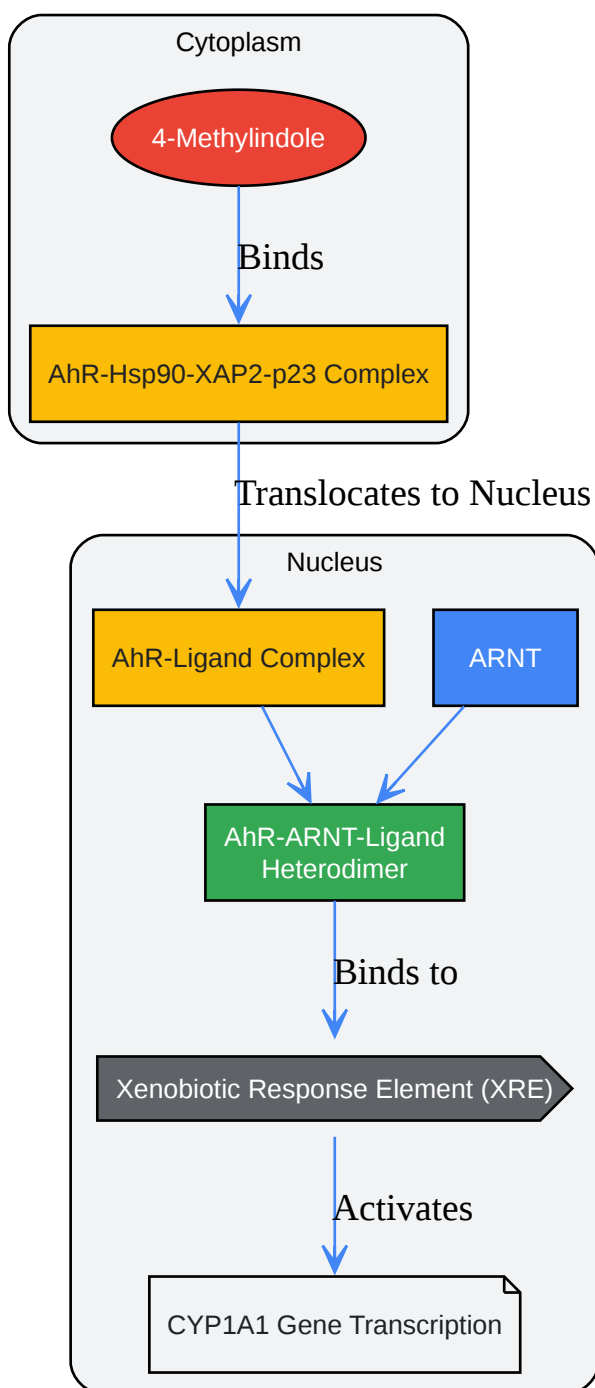 Cytoplasm
4-Methylindole
Binds
AhR-Hsp90-XAP2-p23 Complex
Translocates to Nucleus
Nucleus
AhR-Ligand Complex
ARNT
AhR-ARNT-Ligand
Heterodimer
Binds to
Xenobiotic Response Element (XRE)
Activates
CYP1A1 Gene Transcription